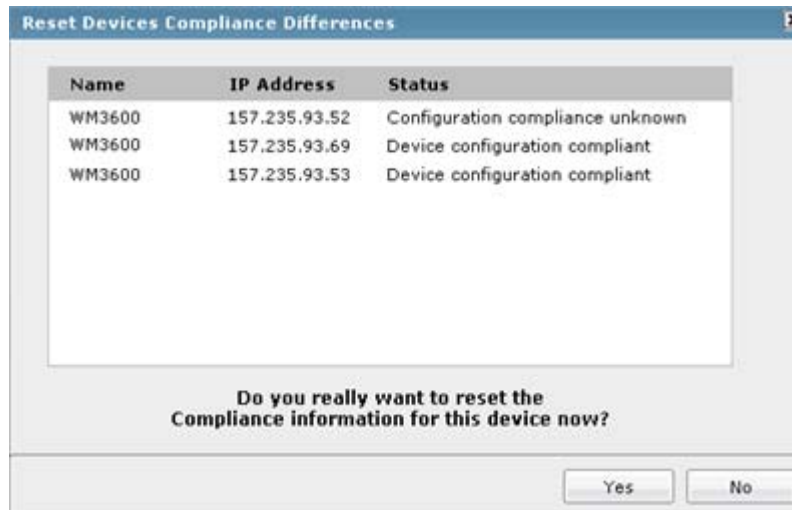 Reset Devices Compliance Differences
Name IP Address Status
WM3600 157.235.93.52 Configuration compliance unknown
WM3600 157.235.93.69 Device configuration compliant
WM3600 157.235.93.53 Device configuration compliant
Do you really want to reset the
Compliance information for this device now?
Yes No